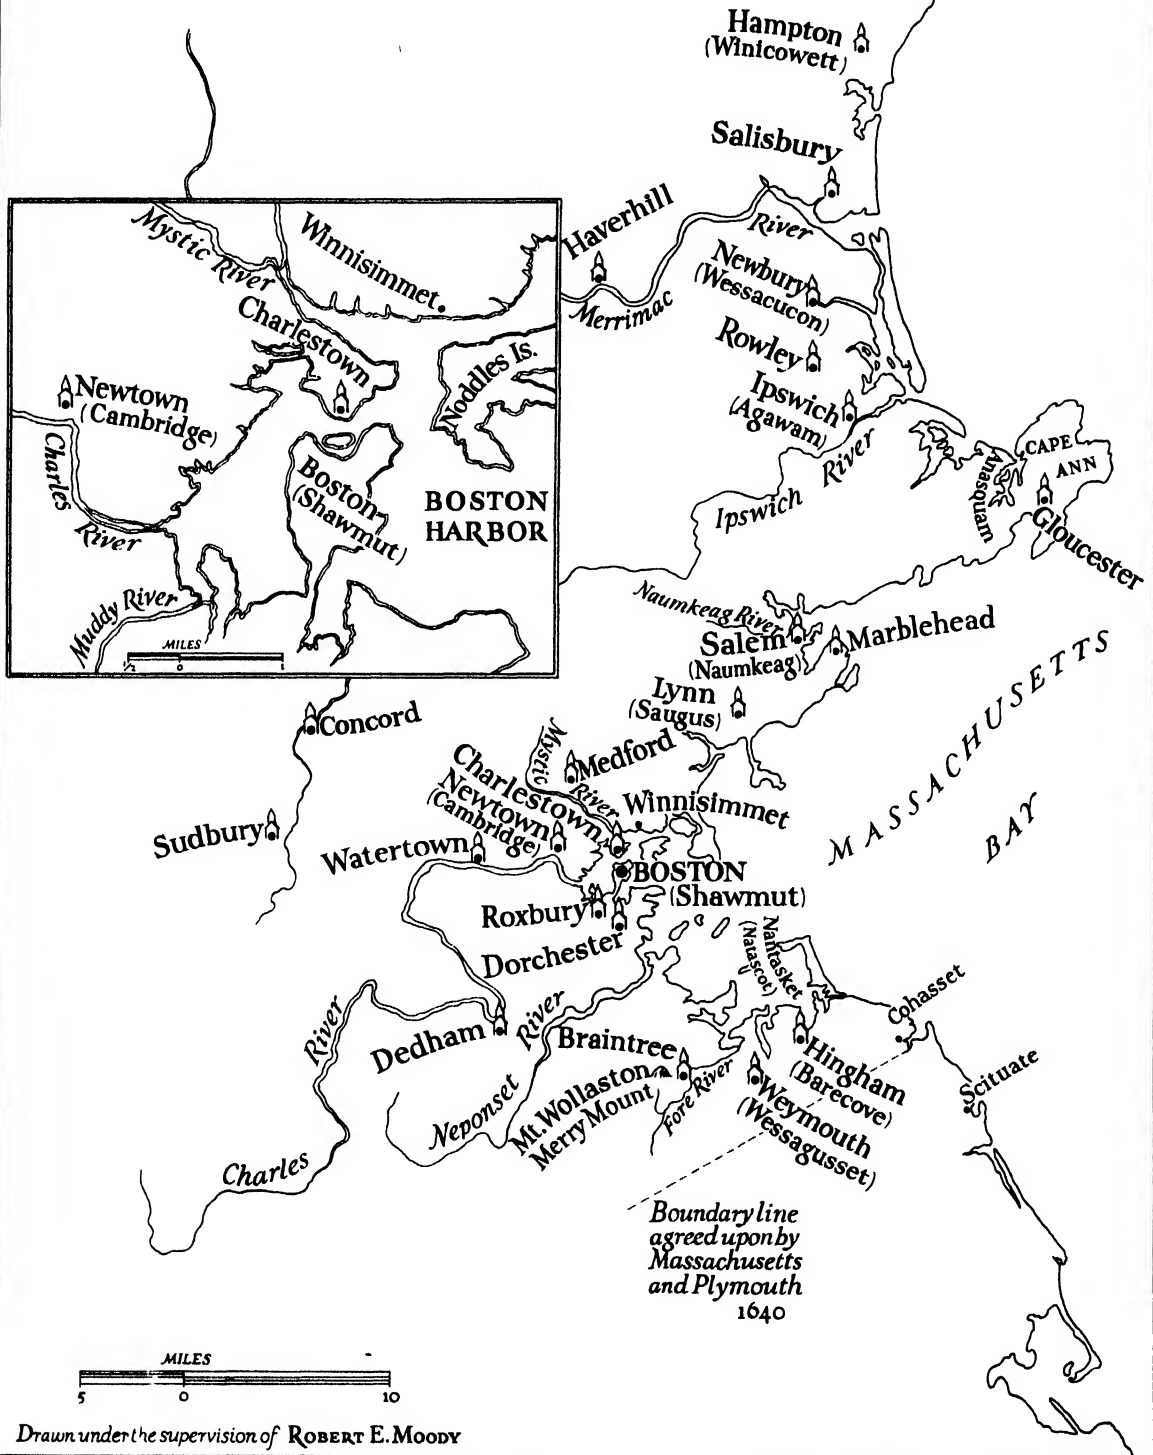 Hampton
(Winicowett)
Salisbury
Haverhill
River
Merrimac
Newbury
(Wessacucon)
Rowley
Ipswich
(Agawam)
River
Ipswich
CAPE
ANN
Anasquam
Gloucester
Mystic River
Winnisimmet
Charlestown
Noddles Is.
Newtown
(Cambridge)
Charles
River
Boston
(Shawmut)
BOSTON
HARBOR
Muddy River
MILES
1/2 0 1
Naumkeag River
Salem
(Naumkeag)
Marblehead
Lynn
(Saugus)
MASSACHUSETTS
BAY
Concord
Mystic
River
Medford
Charlestown
Newtown
(Cambridge)
Winnisimmet
Sudbury
Watertown
BOSTON
(Shawmut)
Roxbury
Dorchester
Nantasket
(Natascot)
Cohasset
River
Dedham
River
Braintree
Mt. Wollaston
Merry Mount
Fore River
Hingham
(Barecove)
Weymouth
(Wessagusset)
Scituate
Neponset
Charles
Boundary line
agreed upon by
Massachusetts
and Plymouth
1640
MILES
5 0 10
Drawn under the supervision of ROBERT E. MOODY